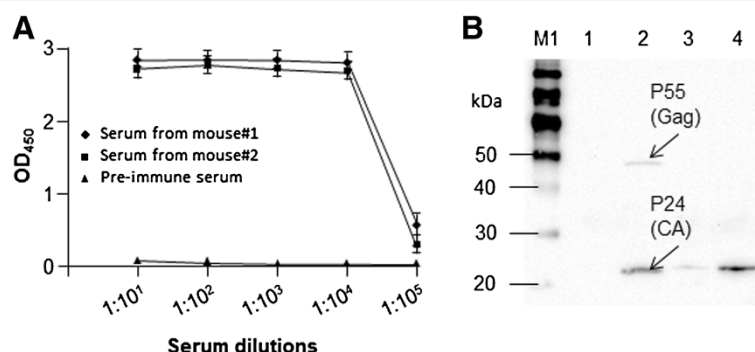 A
3
2
1
0
OD450
Serum from mouse#1
Serum from mouse#2
Pre-immune serum
1:10¹
1:10²
1:10³
1:10⁴
1:10⁵
Serum dilutions
B
M1 1 2 3 4
kDa
50
40
30
20
P55
(Gag)
P24
(CA)